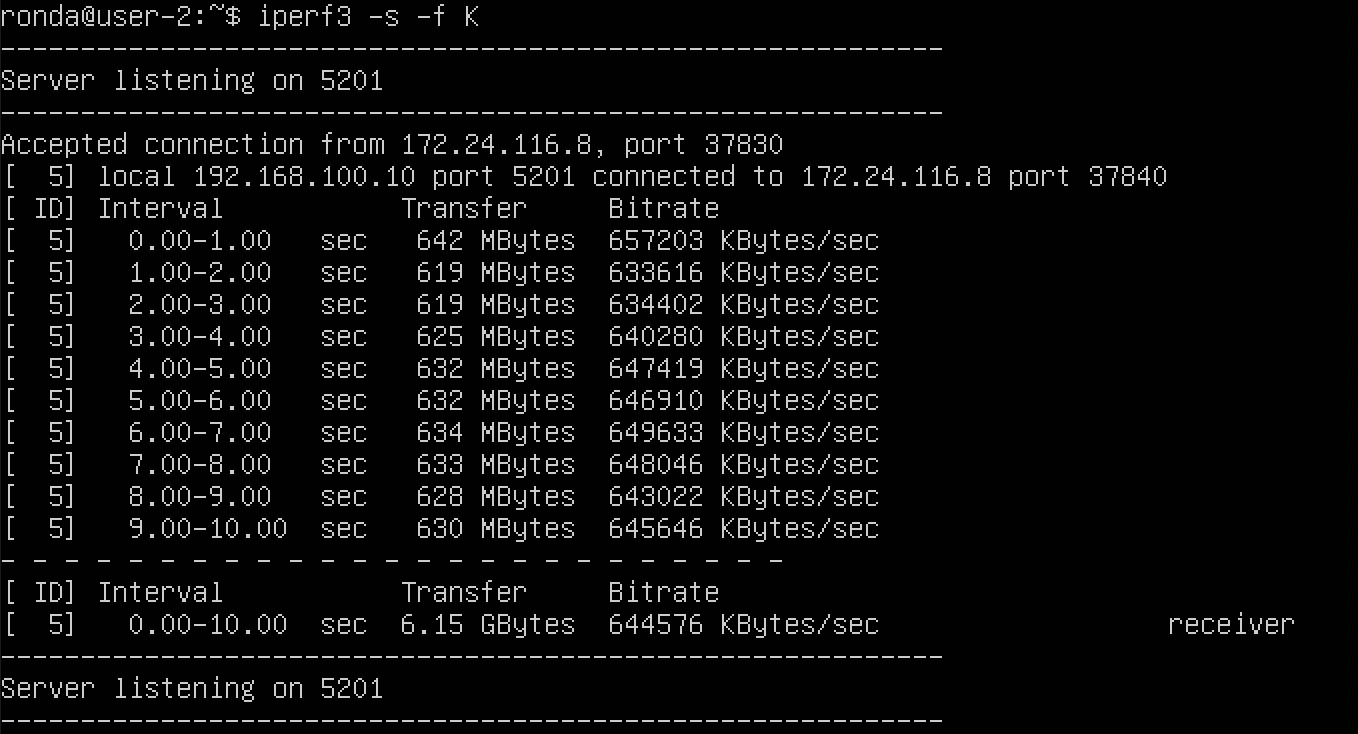 ronda@user-2:~$ iperf3 -s -f K
-----------------------------------------------------------
Server listening on 5201
-----------------------------------------------------------
Accepted connection from 172.24.116.8, port 37830
[  5] local 192.168.100.10 port 5201 connected to 172.24.116.8 port 37840
[ ID] Interval           Transfer     Bitrate
[  5]   0.00-1.00   sec   642 MBytes  657203 KBytes/sec
[  5]   1.00-2.00   sec   619 MBytes  633616 KBytes/sec
[  5]   2.00-3.00   sec   619 MBytes  634402 KBytes/sec
[  5]   3.00-4.00   sec   625 MBytes  640280 KBytes/sec
[  5]   4.00-5.00   sec   632 MBytes  647419 KBytes/sec
[  5]   5.00-6.00   sec   632 MBytes  646910 KBytes/sec
[  5]   6.00-7.00   sec   634 MBytes  649633 KBytes/sec
[  5]   7.00-8.00   sec   633 MBytes  648046 KBytes/sec
[  5]   8.00-9.00   sec   628 MBytes  643022 KBytes/sec
[  5]   9.00-10.00  sec   630 MBytes  645646 KBytes/sec
- - - - - - - - - - - - - - - - - - - - - - - - -
[ ID] Interval           Transfer     Bitrate
[  5]   0.00-10.00  sec  6.15 GBytes  644576 KBytes/sec                  receiver
-----------------------------------------------------------
Server listening on 5201
-----------------------------------------------------------